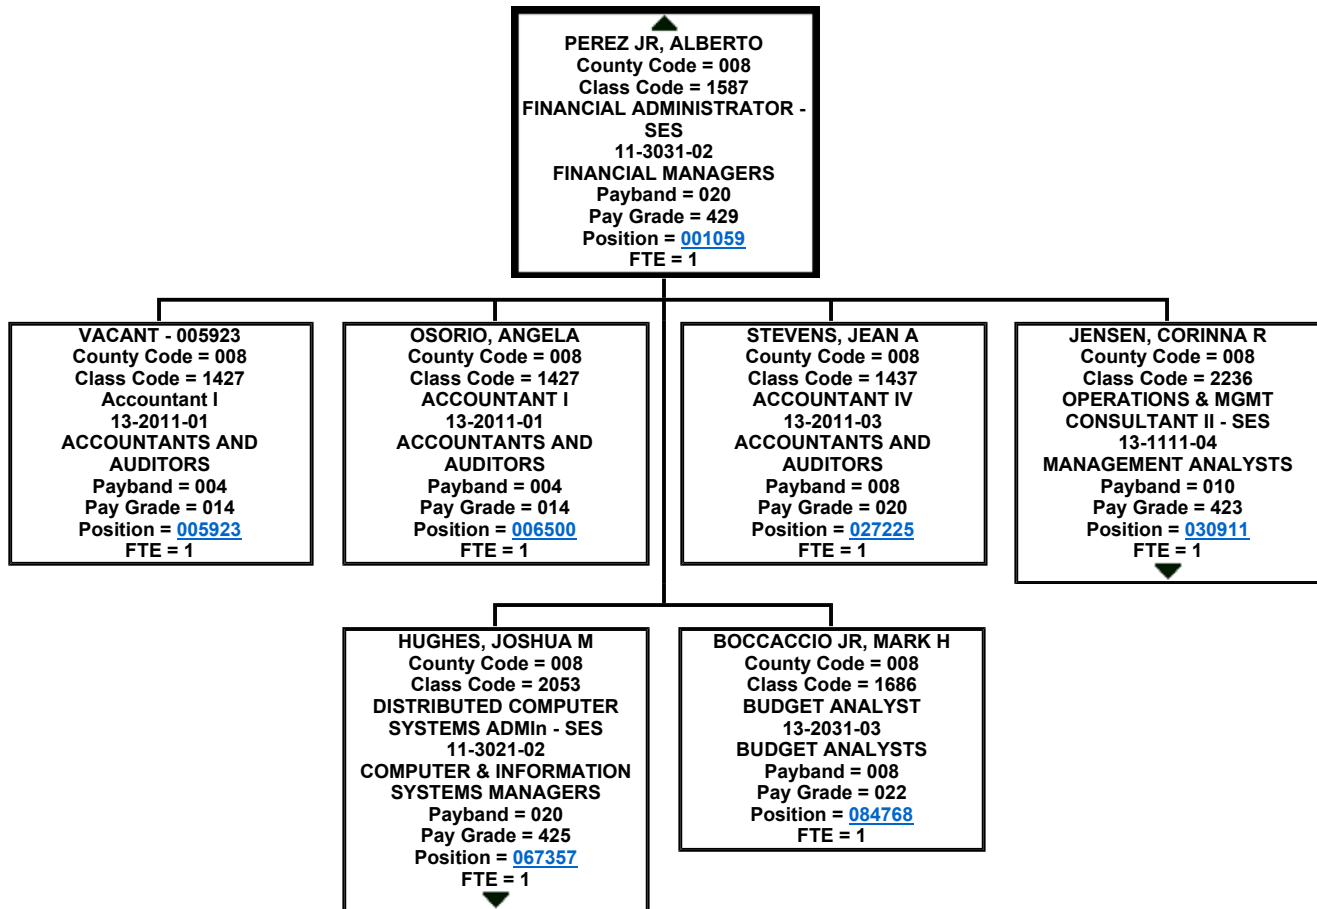 PEREZ JR, ALBERTO
County Code = 008
Class Code = 1587
FINANCIAL ADMINISTRATOR -
SES
11-3031-02
FINANCIAL MANAGERS
Payband = 020
Pay Grade = 429
Position = 001059
FTE = 1
VACANT - 005923
County Code = 008
Class Code = 1427
Accountant I
13-2011-01
ACCOUNTANTS AND
AUDITORS
Payband = 004
Pay Grade = 014
Position = 005923
FTE = 1
OSORIO, ANGELA
County Code = 008
Class Code = 1427
ACCOUNTANT I
13-2011-01
ACCOUNTANTS AND
AUDITORS
Payband = 004
Pay Grade = 014
Position = 006500
FTE = 1
STEVENS, JEAN A
County Code = 008
Class Code = 1437
ACCOUNTANT IV
13-2011-03
ACCOUNTANTS AND
AUDITORS
Payband = 008
Pay Grade = 020
Position = 027225
FTE = 1
JENSEN, CORINNA R
County Code = 008
Class Code = 2236
OPERATIONS & MGMT
CONSULTANT II - SES
13-1111-04
MANAGEMENT ANALYSTS
Payband = 010
Pay Grade = 423
Position = 030911
FTE = 1
HUGHES, JOSHUA M
County Code = 008
Class Code = 2053
DISTRIBUTED COMPUTER
SYSTEMS ADMIn - SES
11-3021-02
COMPUTER & INFORMATION
SYSTEMS MANAGERS
Payband = 020
Pay Grade = 425
Position = 067357
FTE = 1
BOCCACCIO JR, MARK H
County Code = 008
Class Code = 1686
BUDGET ANALYST
13-2031-03
BUDGET ANALYSTS
Payband = 008
Pay Grade = 022
Position = 084768
FTE = 1